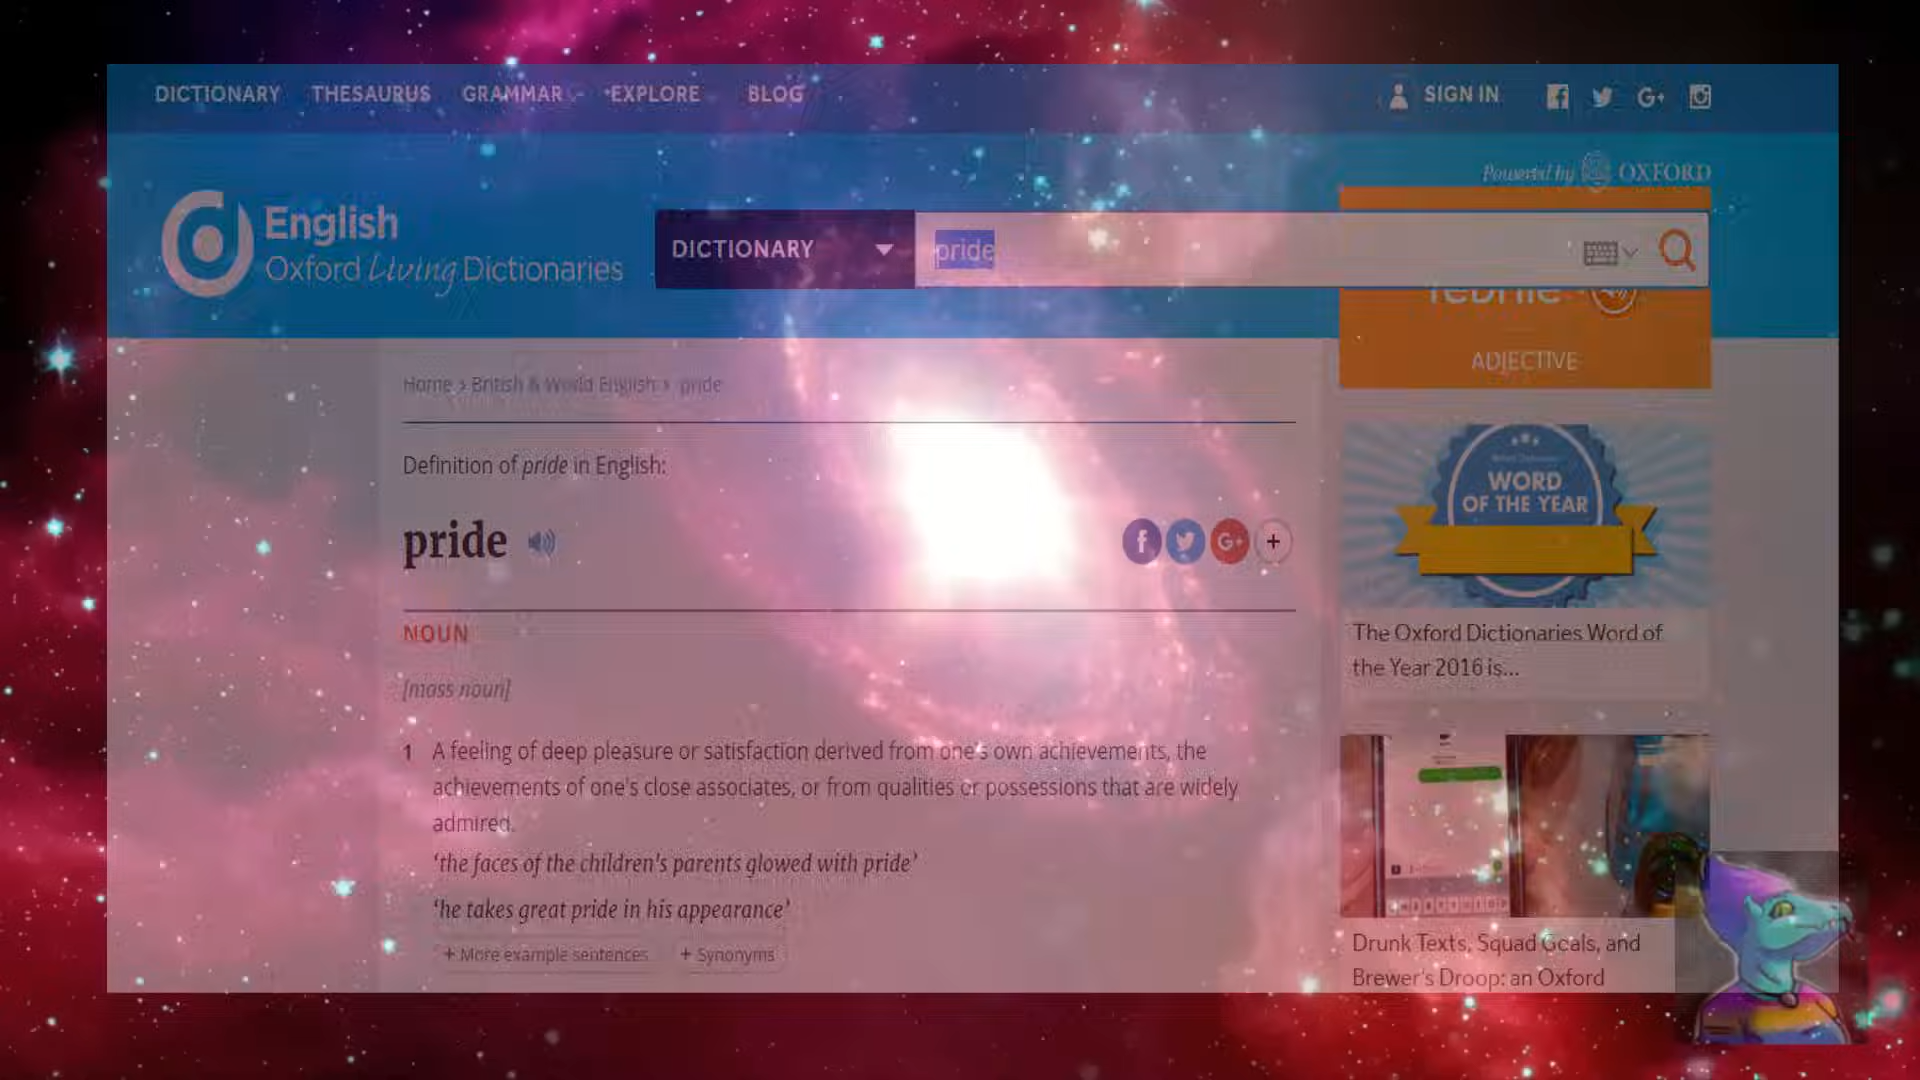 DICTIONARY THESAURUS GRAMMAR EXPLORE BLOG
SIGN IN
G+
Powered by OXFORD
English
Oxford Living Dictionaries
DICTIONARY
pride
ADJECTIVE
Home > British & World English > pride
Definition of pride in English:
pride
f G+ +
WORD
OF THE YEAR
The Oxford Dictionaries Word of
the Year 2016 is...
NOUN
[mass noun]
1 A feeling of deep pleasure or satisfaction derived from one's own achievements, the
achievements of one's close associates, or from qualities or possessions that are widely
admired.
‘the faces of the children's parents glowed with pride’
‘he takes great pride in his appearance’
+ More example sentences + Synonyms
Drunk Texts, Squad Goals, and
Brewer's Droop: an Oxford